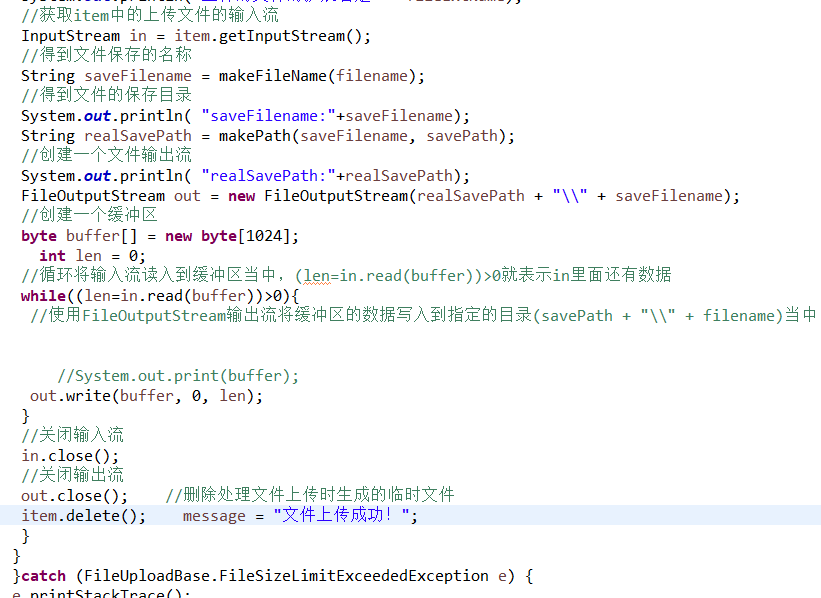 //获取item中的上传文件的输入流
InputStream in = item.getInputStream();
//得到文件保存的名称
String saveFilename = makeFileName(filename);
//得到文件的保存目录
System.out.println( "saveFilename:"+saveFilename);
String realSavePath = makePath(saveFilename, savePath);
//创建一个文件输出流
System.out.println( "realSavePath:"+realSavePath);
FileOutputStream out = new FileOutputStream(realSavePath + "\\" + saveFilename);
//创建一个缓冲区
byte buffer[] = new byte[1024];
int len = 0;
//循环将输入流读入到缓冲区当中，(len=in.read(buffer))>0就表示in里面还有数据
while((len=in.read(buffer))>0){
//使用FileOutputStream输出流将缓冲区的数据写入到指定的目录(savePath + "\\" + filename)当中
//System.out.print(buffer);
out.write(buffer, 0, len);
}
//关闭输入流
in.close();
//关闭输出流
out.close();    //删除处理文件上传时生成的临时文件
item.delete();    message = "文件上传成功！";
}
}
}catch (FileUploadBase.FileSizeLimitExceededException e) {
e.printStackTrace();